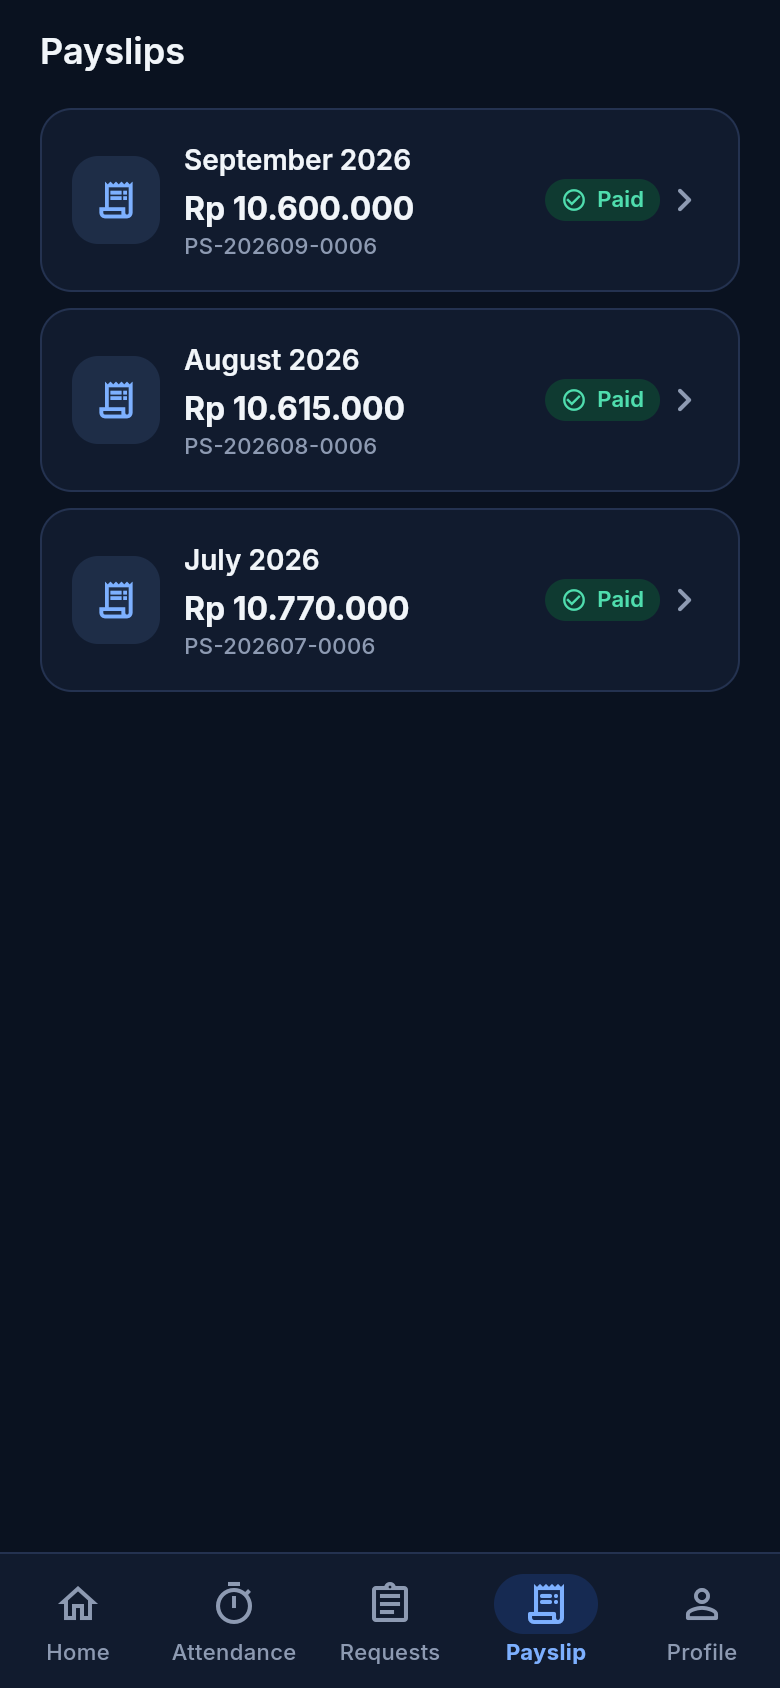 Payslips
September 2026
Rp 10.600.000
PS-202609-0006
Paid
August 2026
Rp 10.615.000
PS-202608-0006
Paid
July 2026
Rp 10.770.000
PS-202607-0006
Paid
Home
Attendance
Requests
Payslip
Profile